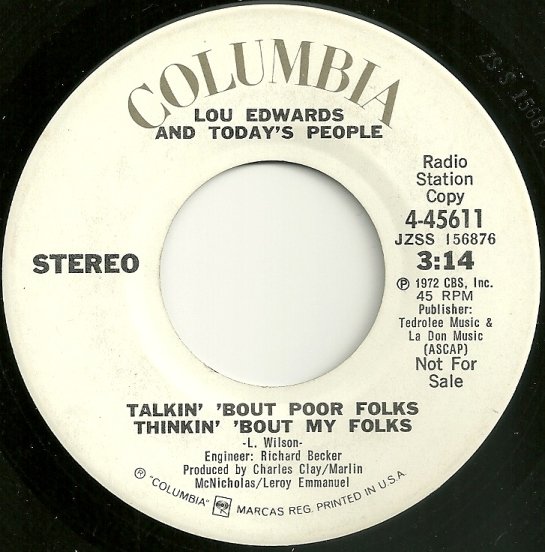 COLUMBIA
LOU EDWARDS
AND TODAY'S PEOPLE
Radio
Station
Copy
4-45611
JZSS 156876
STEREO
3:14
Ⓟ 1972 CBS, Inc.
45 RPM
Publisher:
Tedrolee Music &
La Don Music
(ASCAP)
Not For
Sale
TALKIN' 'BOUT POOR FOLKS
THINKIN' 'BOUT MY FOLKS
-L. Wilson-
Engineer: Richard Becker
Produced by Charles Clay/Marlin
McNicholas/Leroy Emmanuel
® "COLUMBIA" MARCAS REG. PRINTED IN U.S.A.